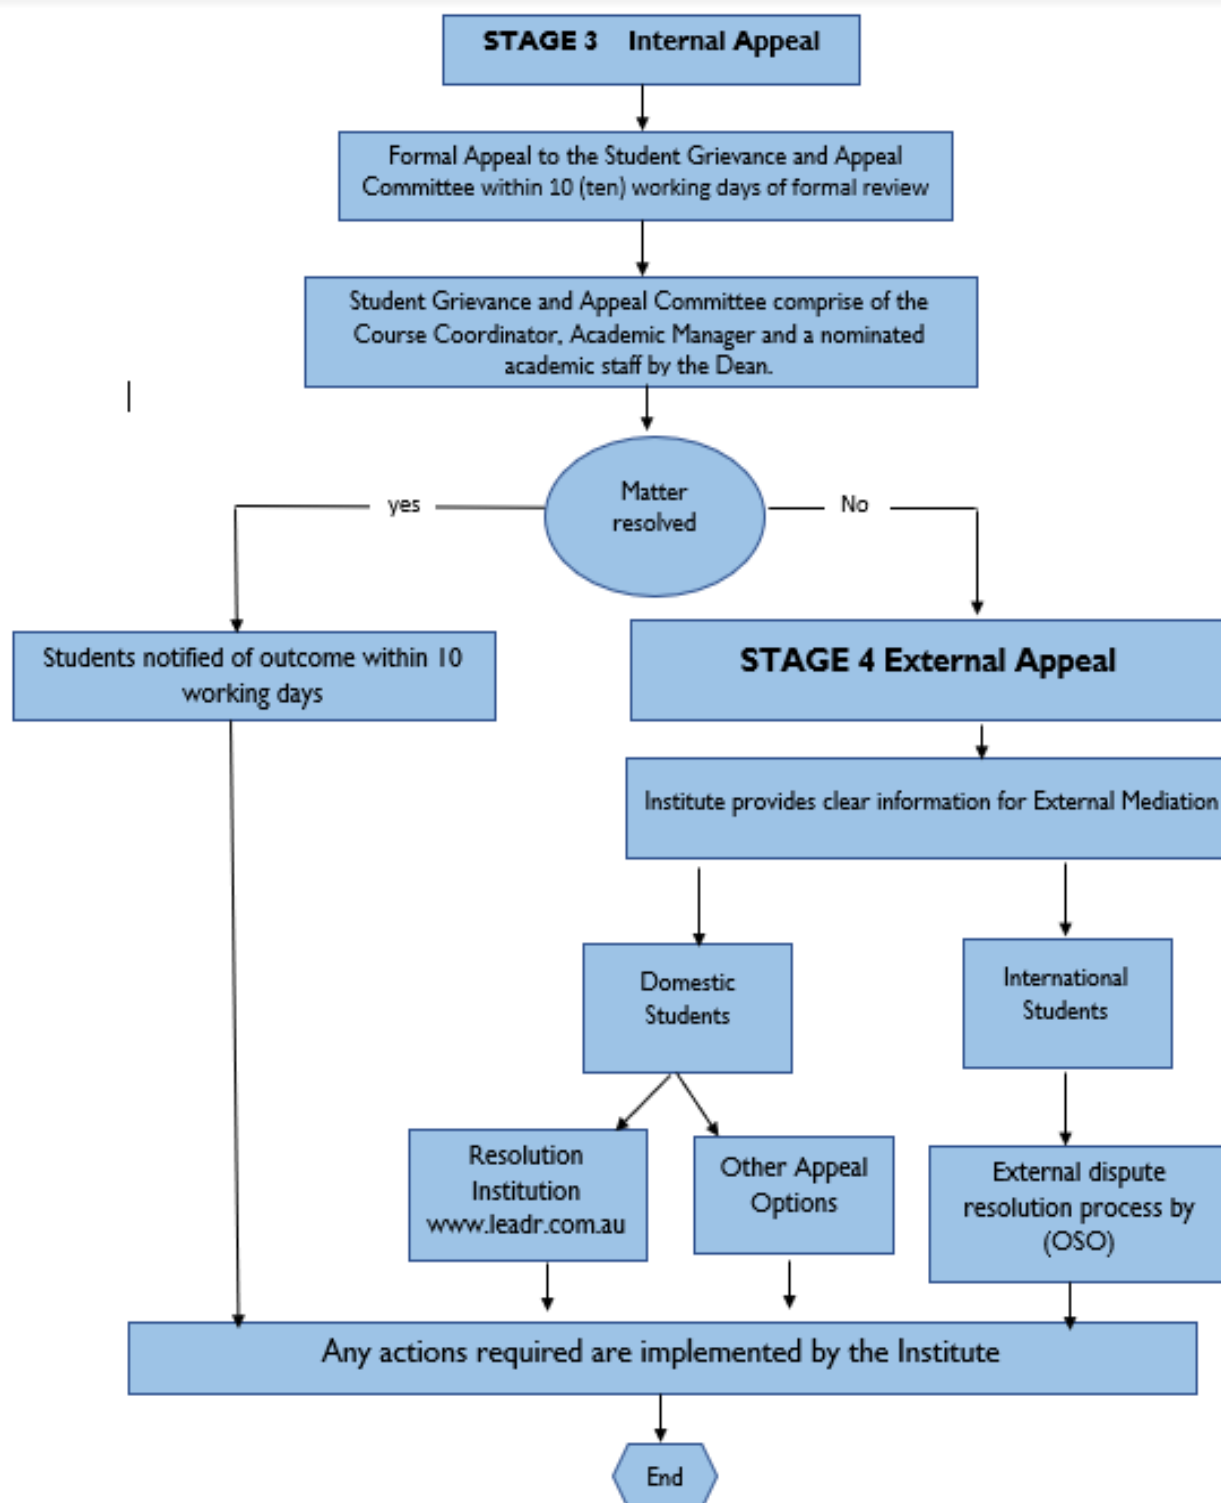 STAGE 3 Internal Appeal
Formal Appeal to the Student Grievance and Appeal
Committee within 10 (ten) working days of formal review
Student Grievance and Appeal Committee comprise of the
Course Coordinator, Academic Manager and a nominated
academic staff by the Dean.
Matter
resolved
yes
No
Students notified of outcome within 10
working days
STAGE 4 External Appeal
Institute provides clear information for External Mediation
Domestic
Students
International
Students
Resolution
Institution
www.leadr.com.au
Other Appeal
Options
External dispute
resolution process by
(OSO)
Any actions required are implemented by the Institute
End